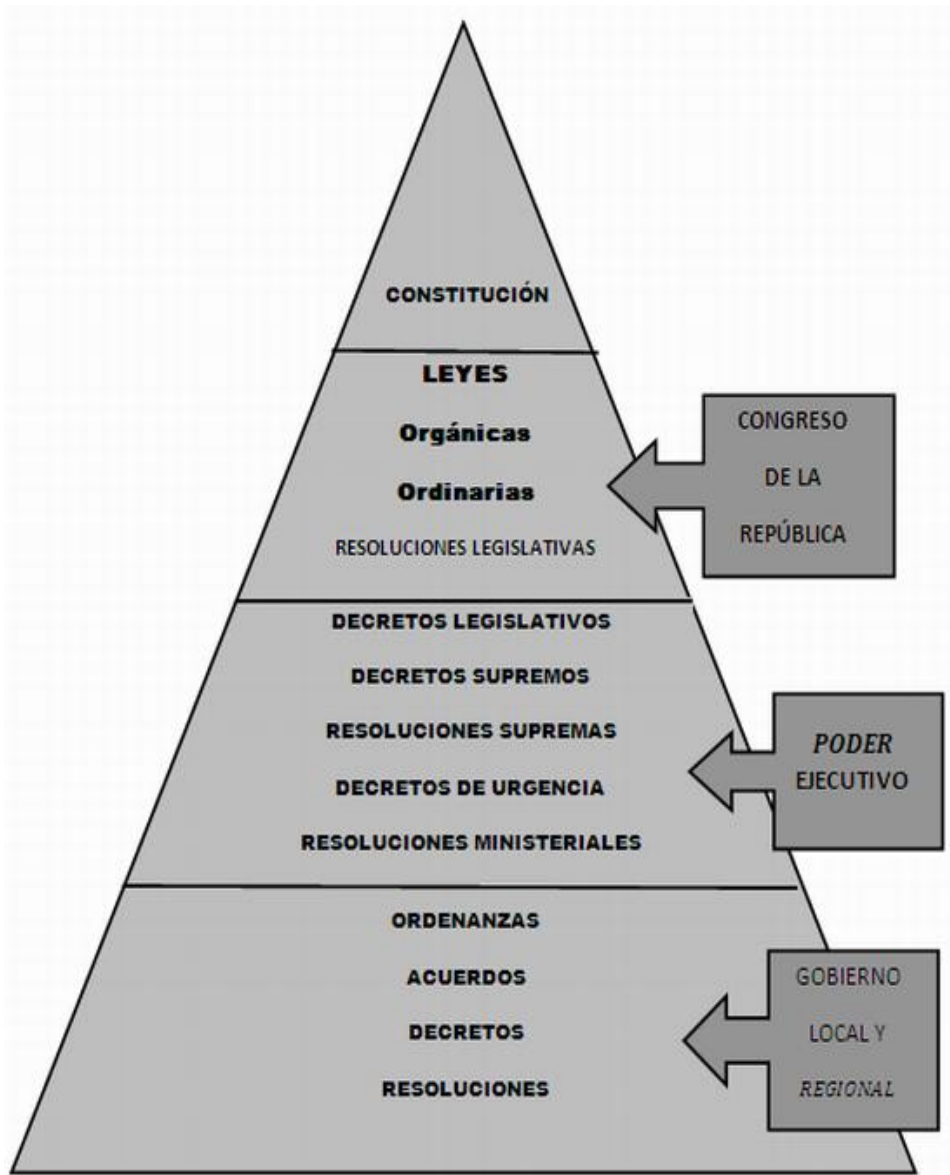 CONSTITUCIÓN
LEYES
Orgánicas
Ordinarias
RESOLUCIONES LEGISLATIVAS
CONGRESO
DE LA
REPÚBLICA
DECRETOS LEGISLATIVOS
DECRETOS SUPREMOS
RESOLUCIONES SUPREMAS
DECRETOS DE URGENCIA
RESOLUCIONES MINISTERIALES
PODER
EJECUTIVO
ORDENANZAS
ACUERDOS
DECRETOS
RESOLUCIONES
GOBIERNO
LOCAL Y
REGIONAL